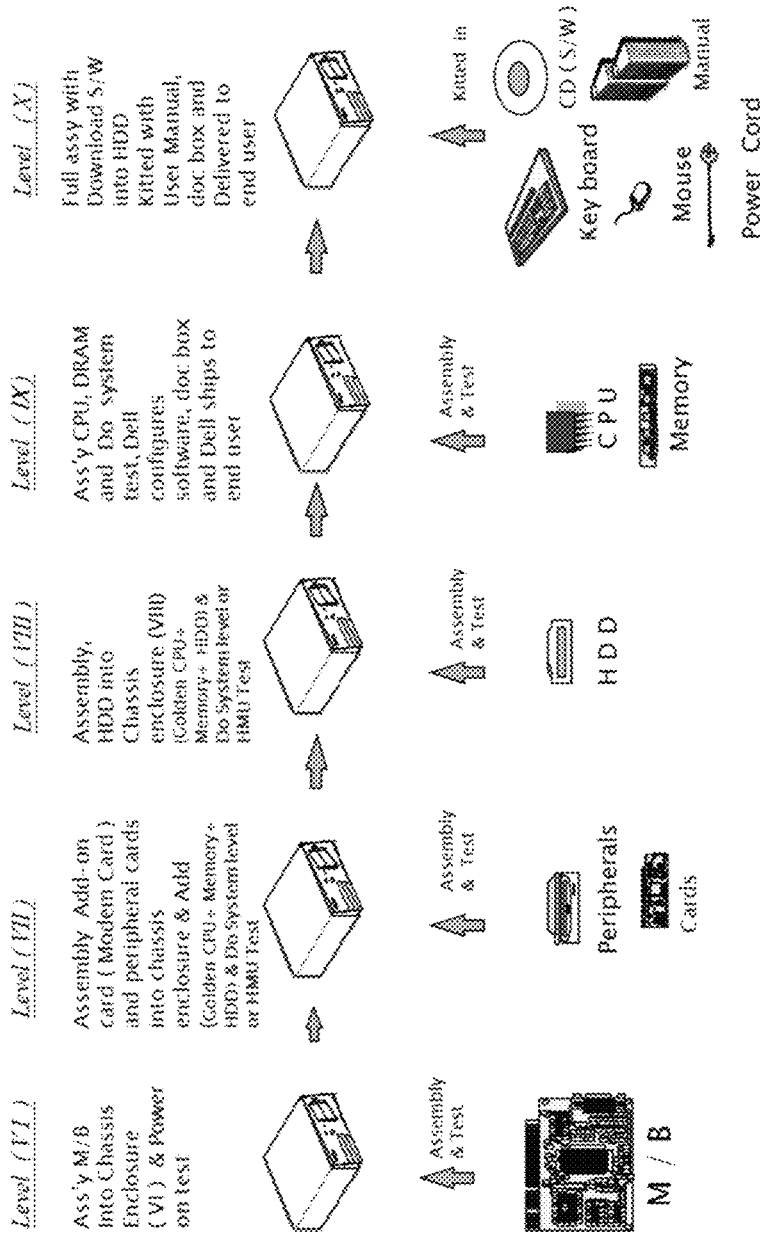 Level ( VI )
Ass'y M/B
Into Chassis
Enclosure
( VI ) & Power
on test
Assembly
& Test
M / B
Level ( VII )
Assembly Add-on
card ( Modem Card )
and peripheral Cards
into chassis
enclosure & Add
(Golden CPU + Memory +
HDD) & Do System level
or HMU Test
Assembly
& Test
Peripherals
Cards
Level ( VIII )
Assembly,
HDD into
Chassis
enclosure (VIII)
(Golden CPU+
Memory + HDD) &
Do System level or
HMU Test
Assembly
& Test
H D D
Level ( IX )
Ass'y CPU, DRAM
and Do system
test, Dell
configures
software, doc box
and Dell ships to
end user
Assembly
& Test
C P U
Memory
Level ( X )
Full assy with
Download S/W
into HDD
Kitted with
User Manual,
doc box and
Delivered to
end user
Kitted in
Key board
CD ( S/W )
Mouse
Manual
Power Cord